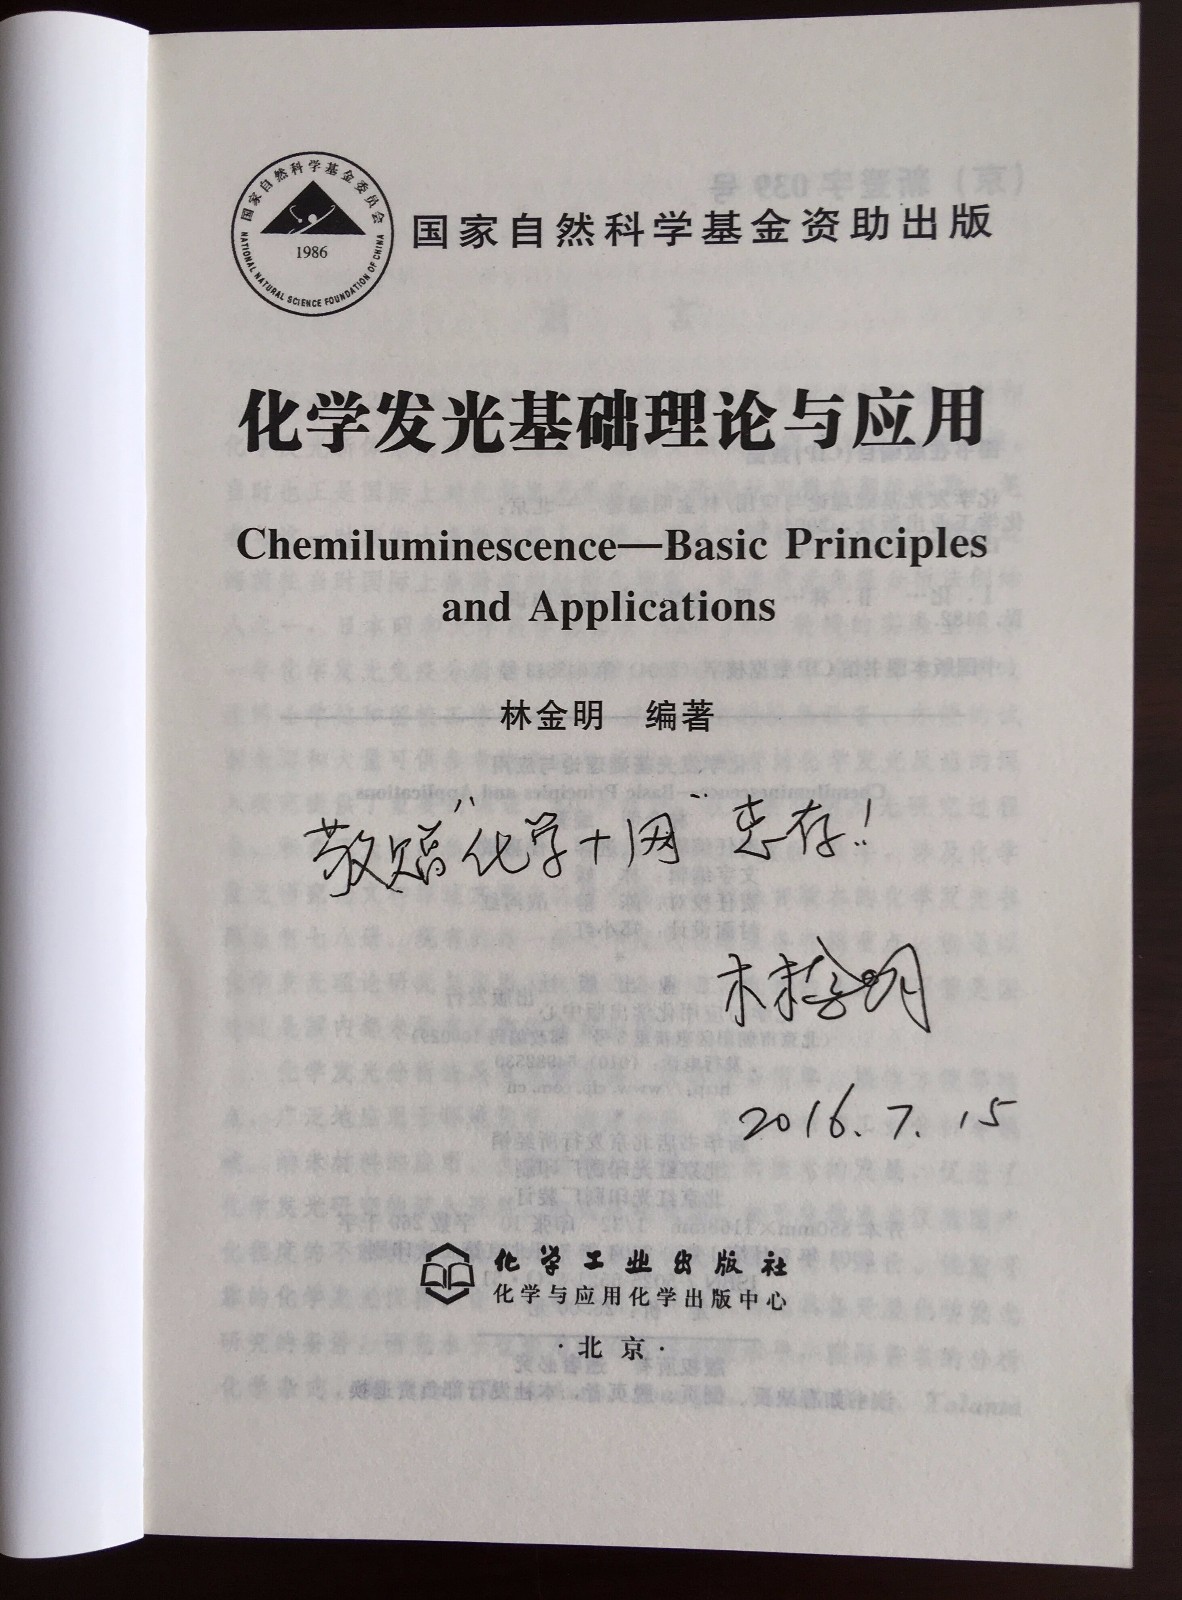 国家自然科学基金委员会
1986
NATIONAL NATURAL SCIENCE FOUNDATION OF CHINA
国家自然科学基金资助出版
化学发光基础理论与应用
Chemiluminescence—Basic Principles
and Applications
林金明 编著
敬赠“化学+网”惠存!
林金明
2016.7.15
化学工业出版社
化学与应用化学出版中心
·北京·